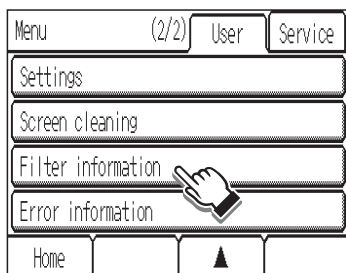 Menu (2/2) User Service
Settings
Screen cleaning
Filter information
Error information
Home ▲